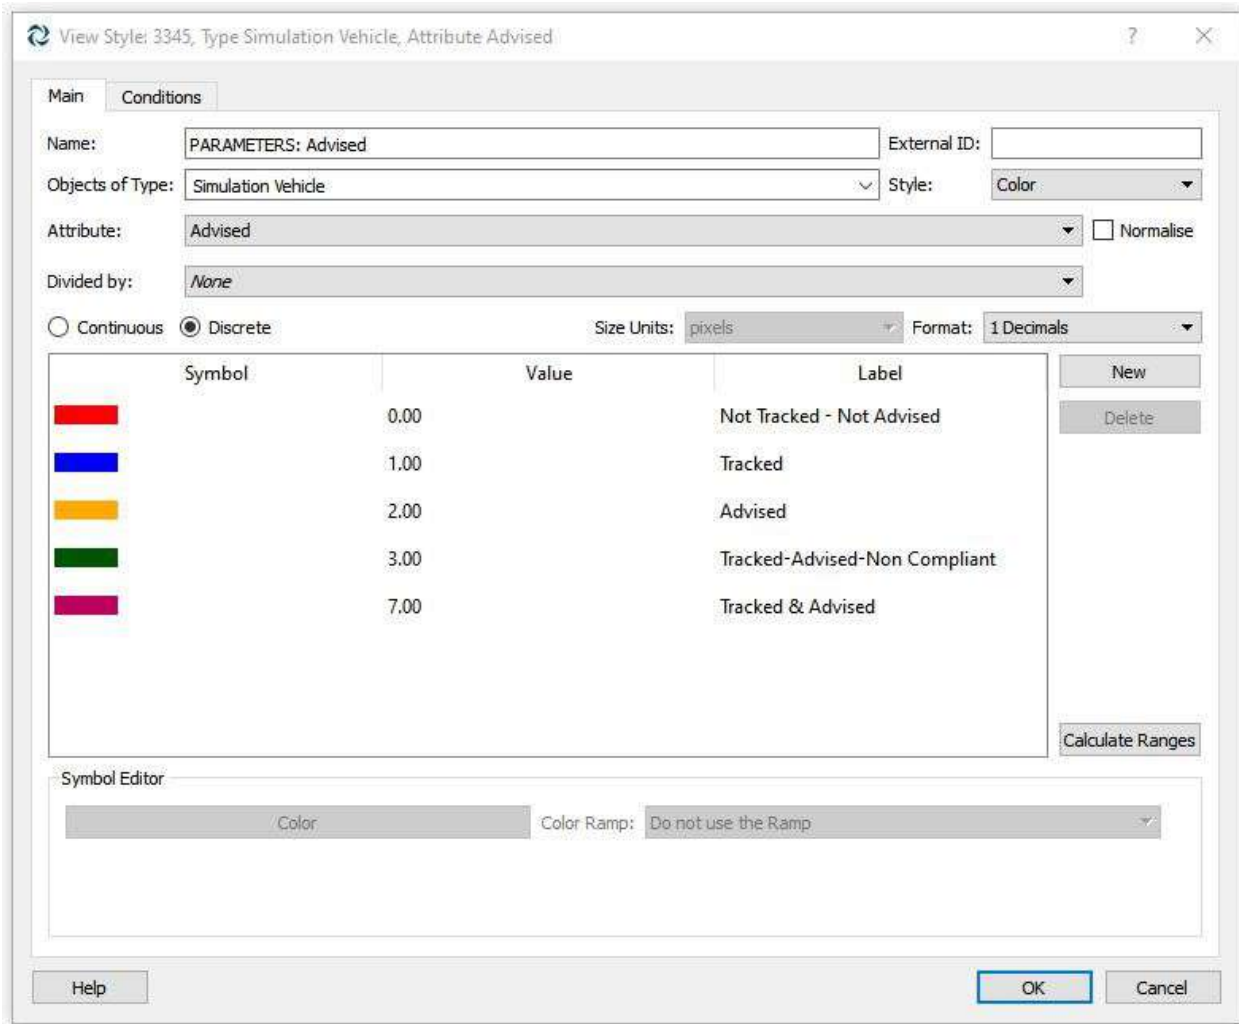 View Style: 3345, Type Simulation Vehicle, Attribute Advised ?
Main Conditions
Name: PARAMETERS: Advised External ID:
Objects of Type: Simulation Vehicle Style: Color
Attribute: Advised Normalise
Divided by: None
Continuous Discrete Size Units: pixels Format: 1 Decimals
Symbol Value Label New
0.00 Not Tracked - Not Advised Delete
1.00 Tracked
2.00 Advised
3.00 Tracked-Advised-Non Compliant
7.00 Tracked & Advised
Calculate Ranges
Symbol Editor
Color Color Ramp: Do not use the Ramp
Help OK Cancel